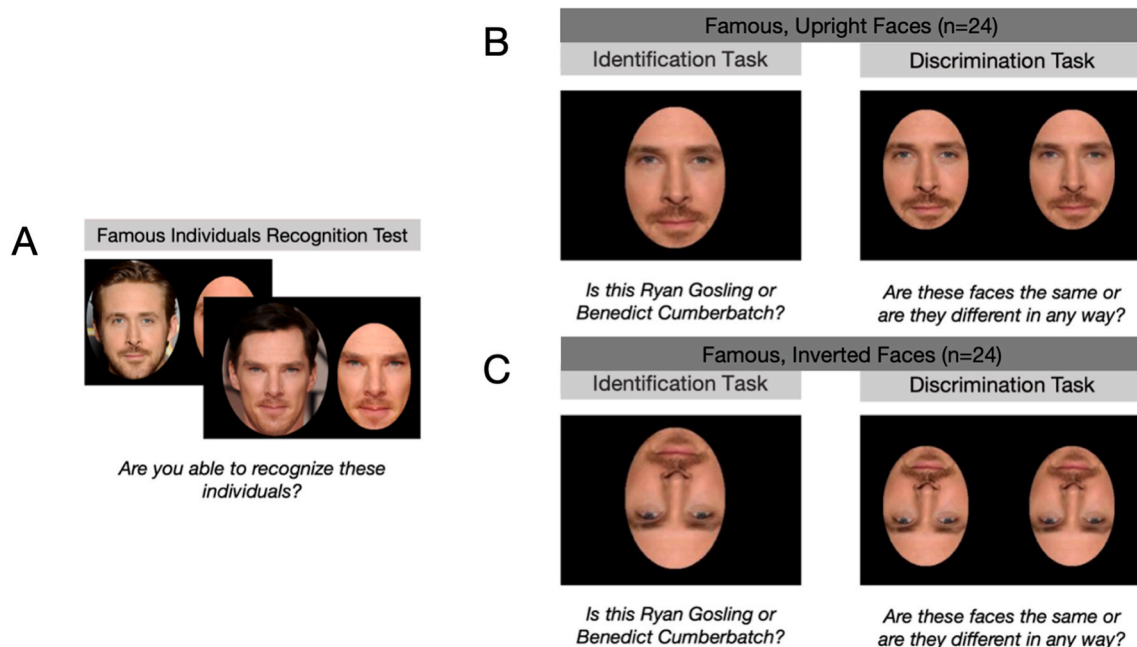 A
Famous Individuals Recognition Test
Are you able to recognize these
individuals?
B
Famous, Upright Faces (n=24)
Identification Task
Discrimination Task
Is this Ryan Gosling or
Benedict Cumberbatch?
Are these faces the same or
are they different in any way?
C
Famous, Inverted Faces (n=24)
Identification Task
Discrimination Task
Is this Ryan Gosling or
Benedict Cumberbatch?
Are these faces the same or
are they different in any way?